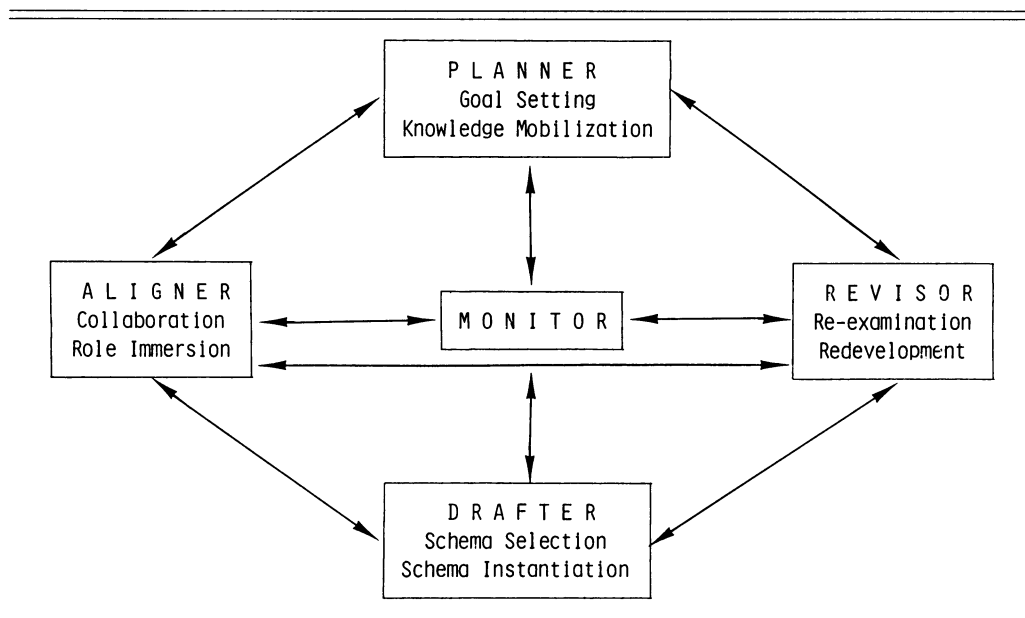 PLANNER
Goal Setting
Knowledge Mobilization
ALIGNER
Collaboration
Role Immersion
MONITOR
REVISOR
Re-examination
Redevelopment
DRAFTER
Schema Selection
Schema Instantiation